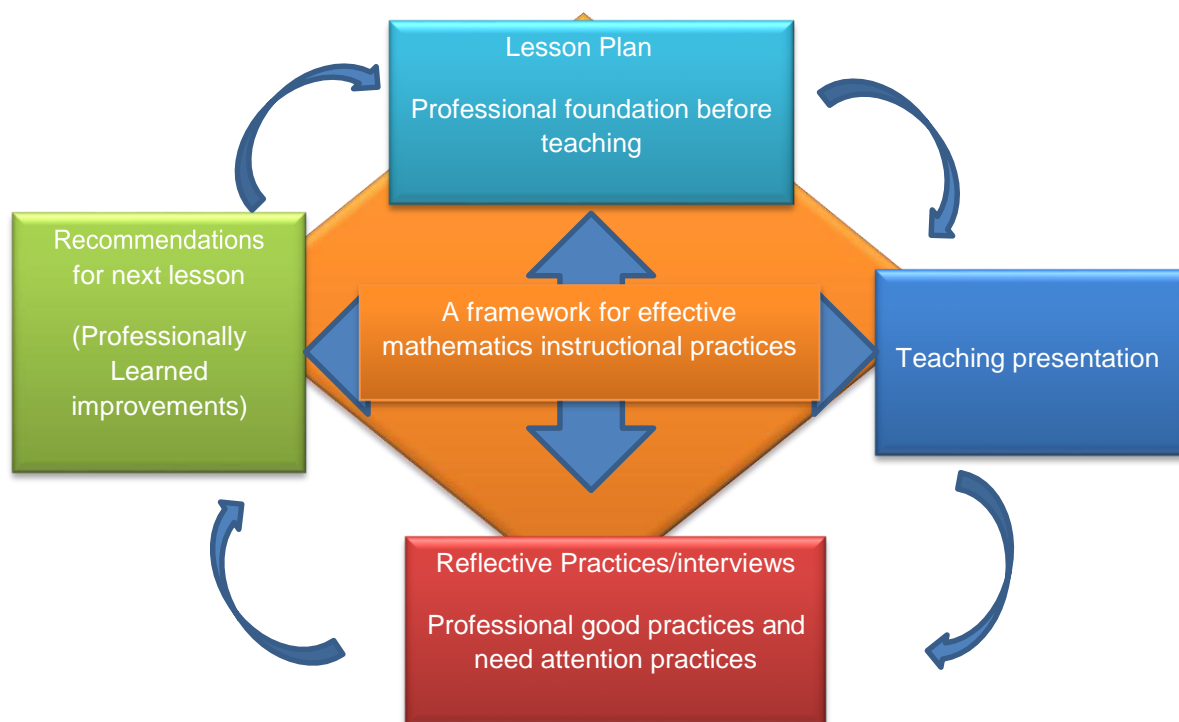 Lesson Plan
Professional foundation before
teaching
Recommendations
for next lesson
(Professionally
Learned
improvements)
A framework for effective
mathematics instructional practices
Teaching presentation
Reflective Practices/interviews
Professional good practices and
need attention practices